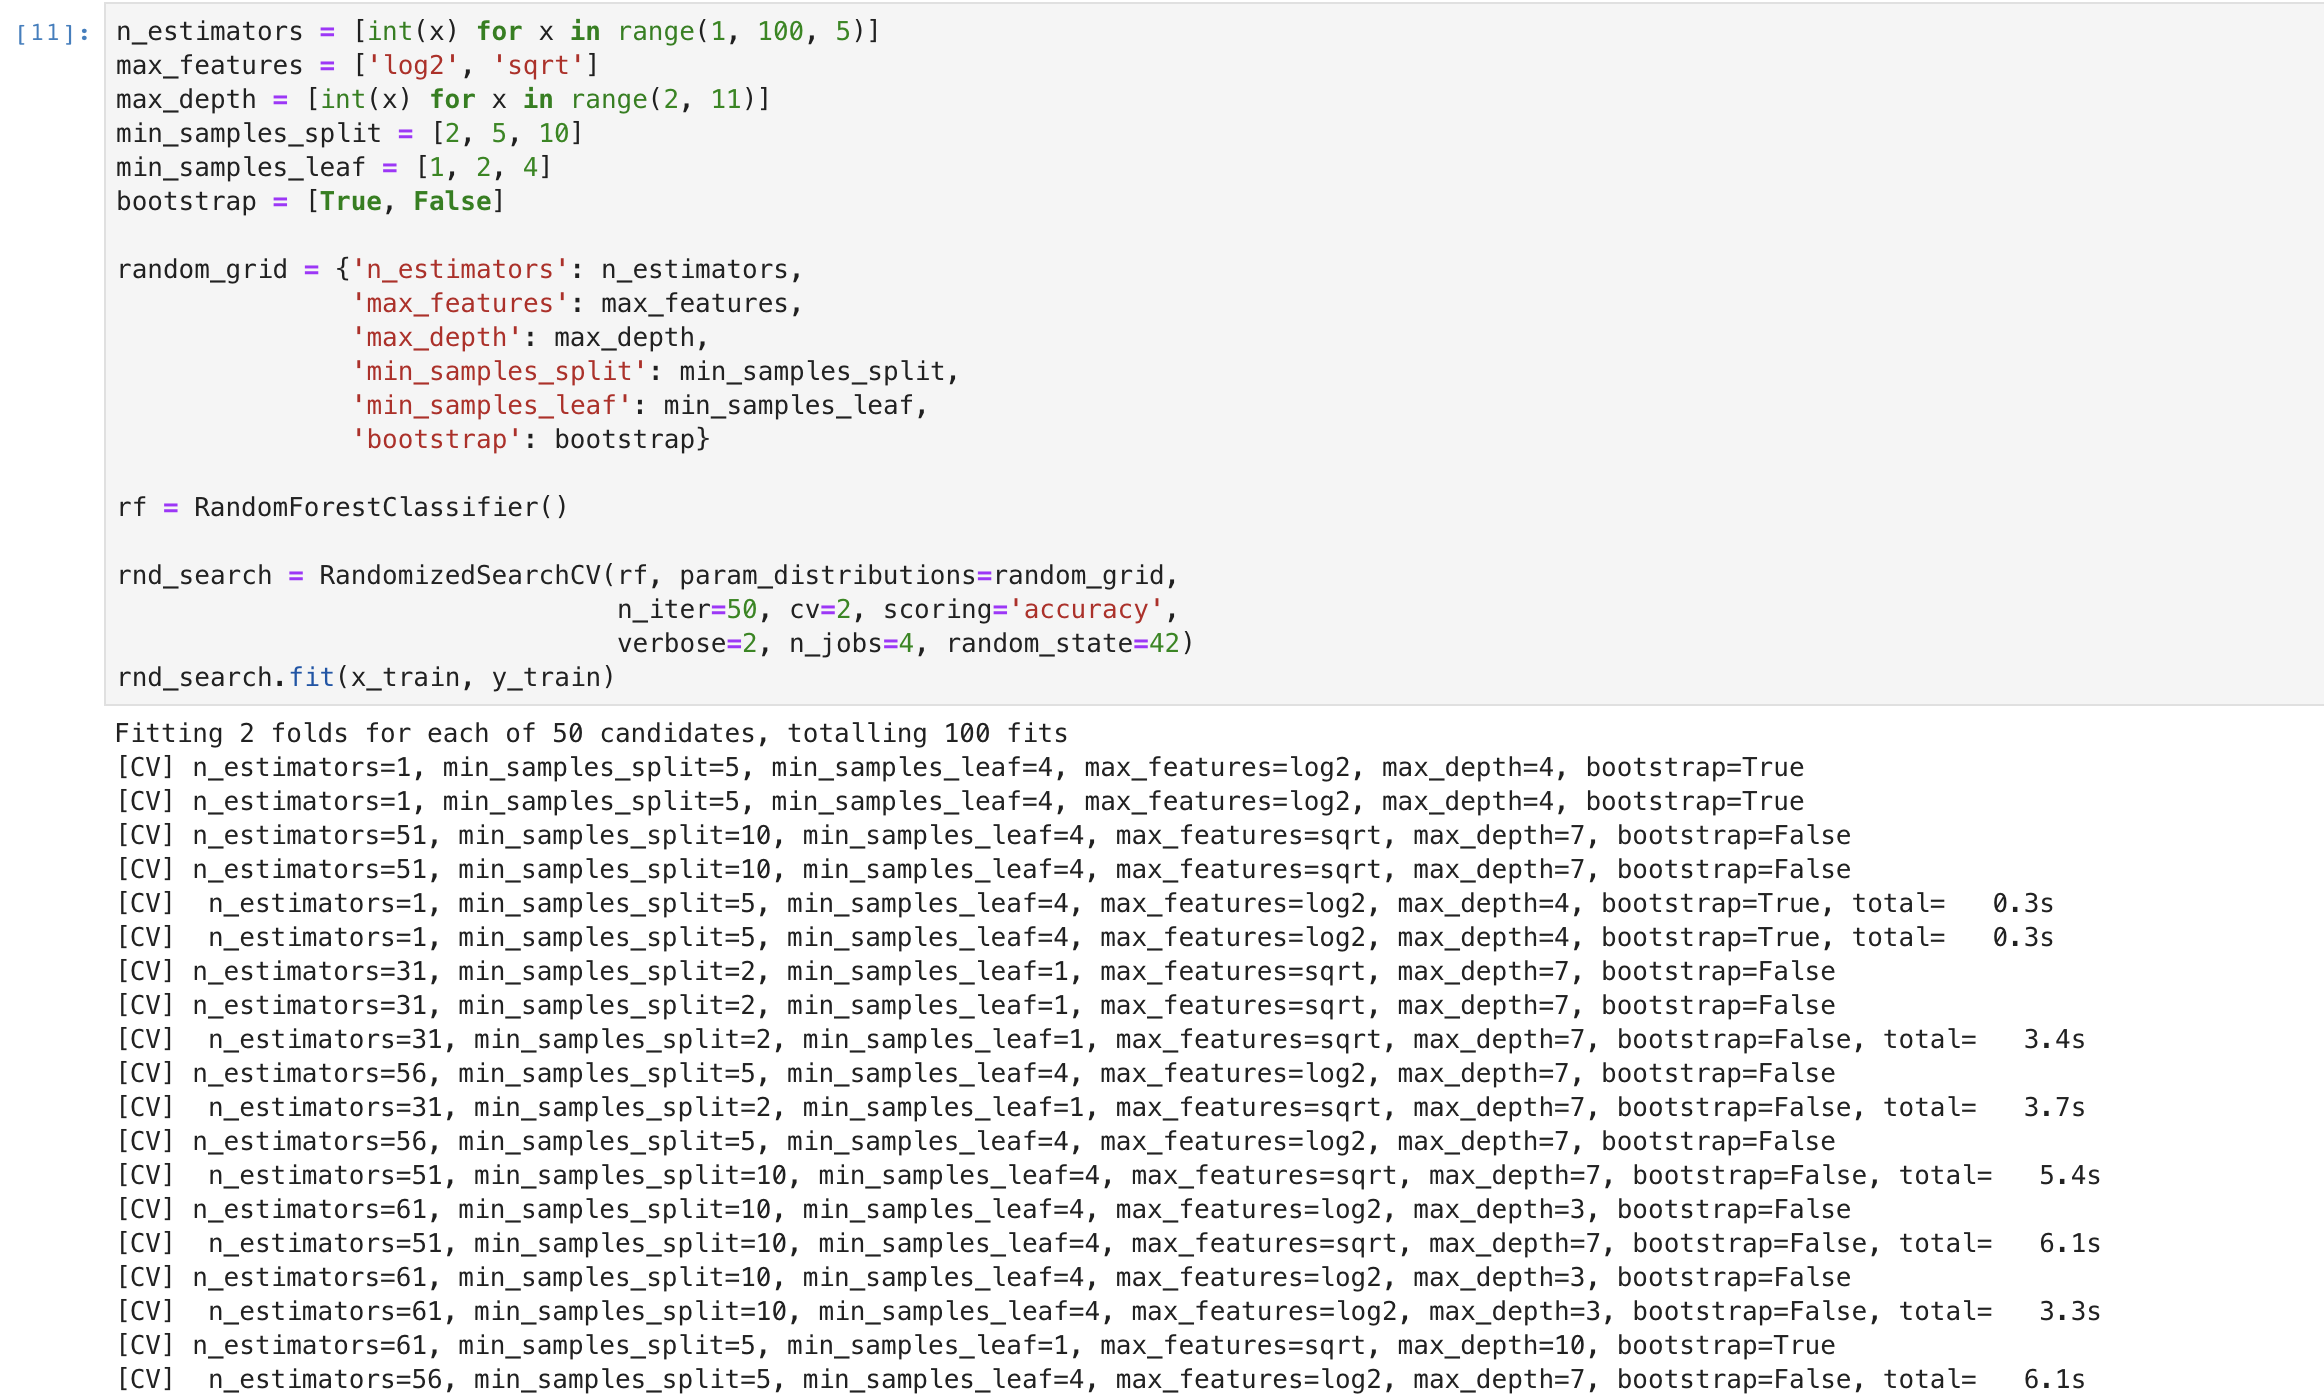 [11]: n_estimators = [int(x) for x in range(1, 100, 5)]
max_features = ['log2', 'sqrt']
max_depth = [int(x) for x in range(2, 11)]
min_samples_split = [2, 5, 10]
min_samples_leaf = [1, 2, 4]
bootstrap = [True, False]
random_grid = {'n_estimators': n_estimators,
'max_features': max_features,
'max_depth': max_depth,
'min_samples_split': min_samples_split,
'min_samples_leaf': min_samples_leaf,
'bootstrap': bootstrap}
rf = RandomForestClassifier()
rnd_search = RandomizedSearchCV(rf, param_distributions=random_grid,
n_iter=50, cv=2, scoring='accuracy',
verbose=2, n_jobs=4, random_state=42)
rnd_search.fit(x_train, y_train)
Fitting 2 folds for each of 50 candidates, totalling 100 fits
[CV] n_estimators=1, min_samples_split=5, min_samples_leaf=4, max_features=log2, max_depth=4, bootstrap=True
[CV] n_estimators=1, min_samples_split=5, min_samples_leaf=4, max_features=log2, max_depth=4, bootstrap=True
[CV] n_estimators=51, min_samples_split=10, min_samples_leaf=4, max_features=sqrt, max_depth=7, bootstrap=False
[CV] n_estimators=51, min_samples_split=10, min_samples_leaf=4, max_features=sqrt, max_depth=7, bootstrap=False
[CV]  n_estimators=1, min_samples_split=5, min_samples_leaf=4, max_features=log2, max_depth=4, bootstrap=True, total=   0.3s
[CV]  n_estimators=1, min_samples_split=5, min_samples_leaf=4, max_features=log2, max_depth=4, bootstrap=True, total=   0.3s
[CV] n_estimators=31, min_samples_split=2, min_samples_leaf=1, max_features=sqrt, max_depth=7, bootstrap=False
[CV] n_estimators=31, min_samples_split=2, min_samples_leaf=1, max_features=sqrt, max_depth=7, bootstrap=False
[CV]  n_estimators=31, min_samples_split=2, min_samples_leaf=1, max_features=sqrt, max_depth=7, bootstrap=False, total=   3.4s
[CV] n_estimators=56, min_samples_split=5, min_samples_leaf=4, max_features=log2, max_depth=7, bootstrap=False
[CV]  n_estimators=31, min_samples_split=2, min_samples_leaf=1, max_features=sqrt, max_depth=7, bootstrap=False, total=   3.7s
[CV] n_estimators=56, min_samples_split=5, min_samples_leaf=4, max_features=log2, max_depth=7, bootstrap=False
[CV]  n_estimators=51, min_samples_split=10, min_samples_leaf=4, max_features=sqrt, max_depth=7, bootstrap=False, total=   5.4s
[CV] n_estimators=61, min_samples_split=10, min_samples_leaf=4, max_features=log2, max_depth=3, bootstrap=False
[CV]  n_estimators=51, min_samples_split=10, min_samples_leaf=4, max_features=sqrt, max_depth=7, bootstrap=False, total=   6.1s
[CV] n_estimators=61, min_samples_split=10, min_samples_leaf=4, max_features=log2, max_depth=3, bootstrap=False
[CV]  n_estimators=61, min_samples_split=10, min_samples_leaf=4, max_features=log2, max_depth=3, bootstrap=False, total=   3.3s
[CV] n_estimators=61, min_samples_split=5, min_samples_leaf=1, max_features=sqrt, max_depth=10, bootstrap=True
[CV]  n_estimators=56, min_samples_split=5, min_samples_leaf=4, max_features=log2, max_depth=7, bootstrap=False, total=   6.1s